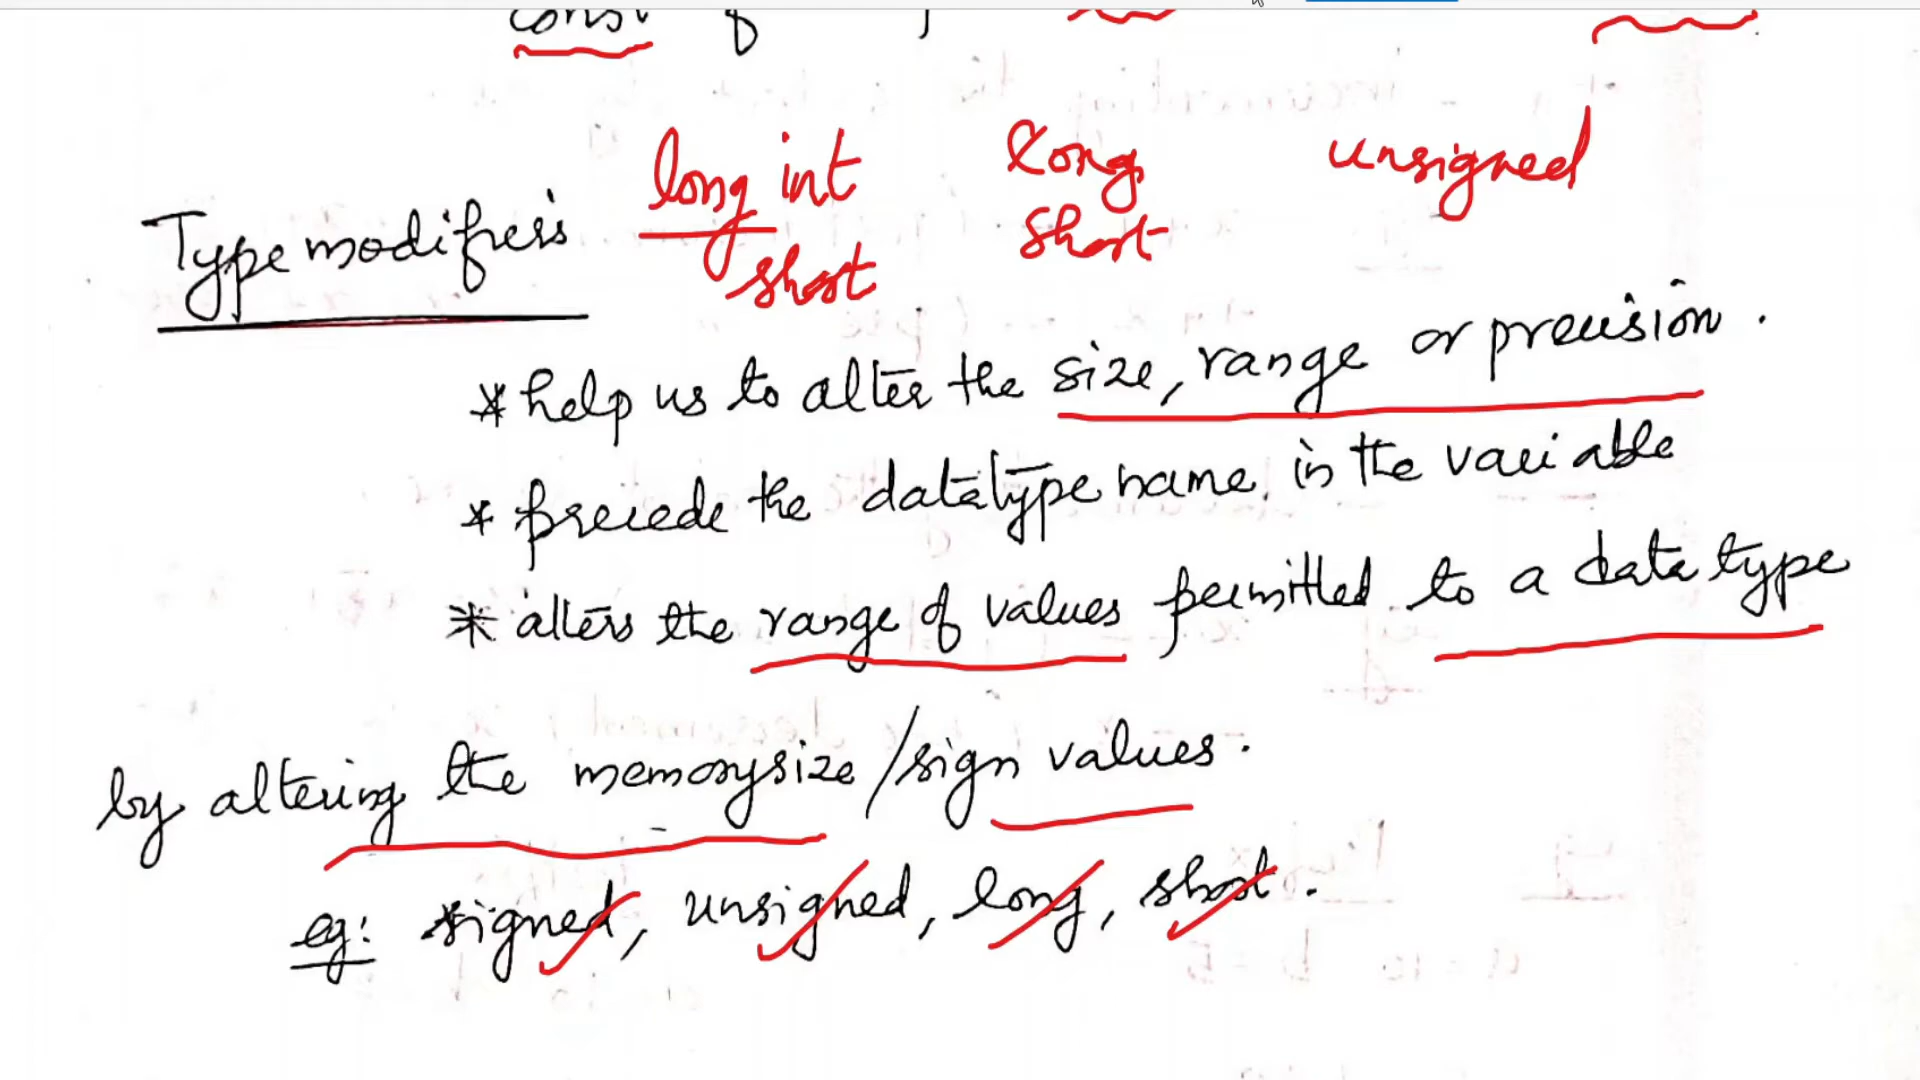 const
long int long unsigned
short short
Type modifiers
* help us to alter the size, range or precision.
* precede the datatype name in the variable
* alters the range of values permitted to a data type
by altering the memory size / sign values.
eg: signed, unsigned, long, short.